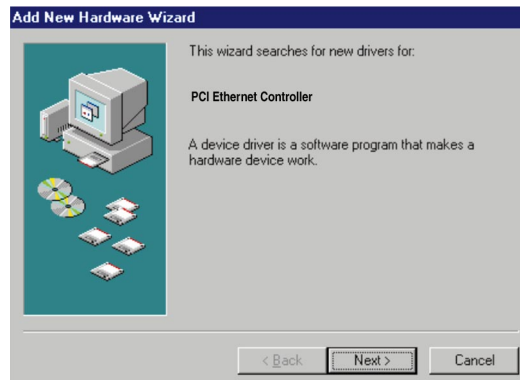 Add New Hardware Wizard
This wizard searches for new drivers for:
PCI Ethernet Controller
A device driver is a software program that makes a
hardware device work.
< Back
Next >
Cancel